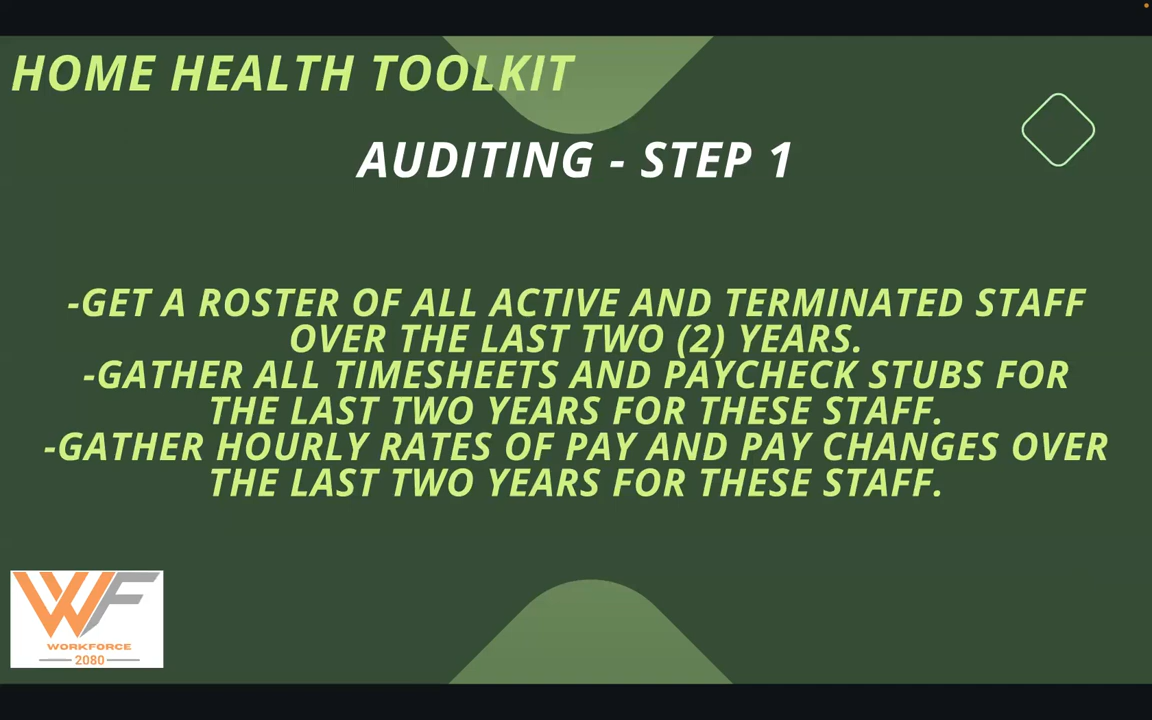 HOME HEALTH TOOLKIT
AUDITING - STEP 1
-GET A ROSTER OF ALL ACTIVE AND TERMINATED STAFF
OVER THE LAST TWO (2) YEARS.
-GATHER ALL TIMESHEETS AND PAYCHECK STUBS FOR
THE LAST TWO YEARS FOR THESE STAFF.
-GATHER HOURLY RATES OF PAY AND PAY CHANGES OVER
THE LAST TWO YEARS FOR THESE STAFF.
WF
WORKFORCE
2080